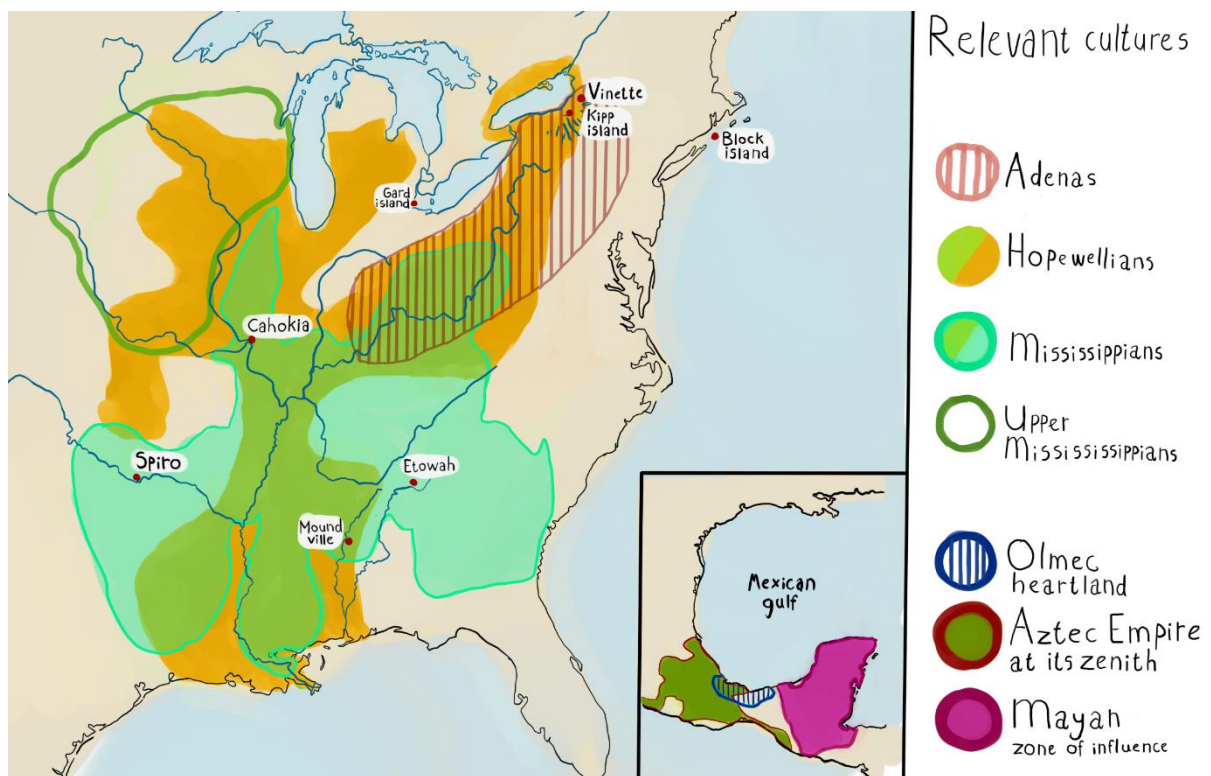 Relevant cultures
Vinette
Kipp
island
Block
island
Gard
island
Cahokia
Spiro
Etowah
Mound
ville
Adenas
Hopewellians
Mississippians
Upper
Missississippians
Mexican
gulf
Olmec
heartland
Aztec Empire
at its zenith
Mayan
zone of influence